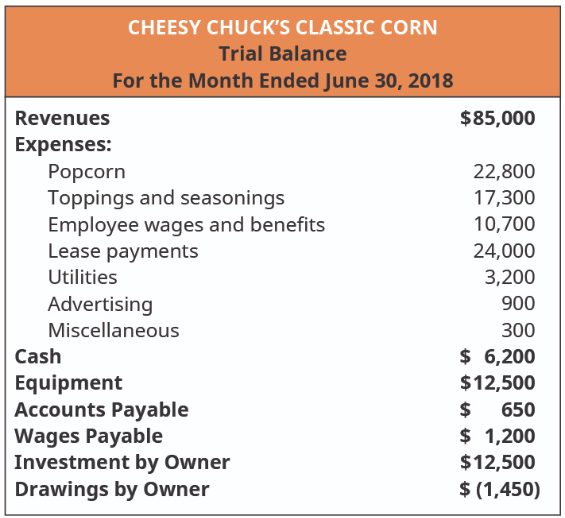 CHEESY CHUCK’S CLASSIC CORN
Trial Balance
For the Month Ended June 30, 2018
Revenues $85,000
Expenses:
Popcorn 22,800
Toppings and seasonings 17,300
Employee wages and benefits 10,700
Lease payments 24,000
Utilities 3,200
Advertising 900
Miscellaneous 300
Cash $ 6,200
Equipment $12,500
Accounts Payable $ 650
Wages Payable $ 1,200
Investment by Owner $12,500
Drawings by Owner $ (1,450)